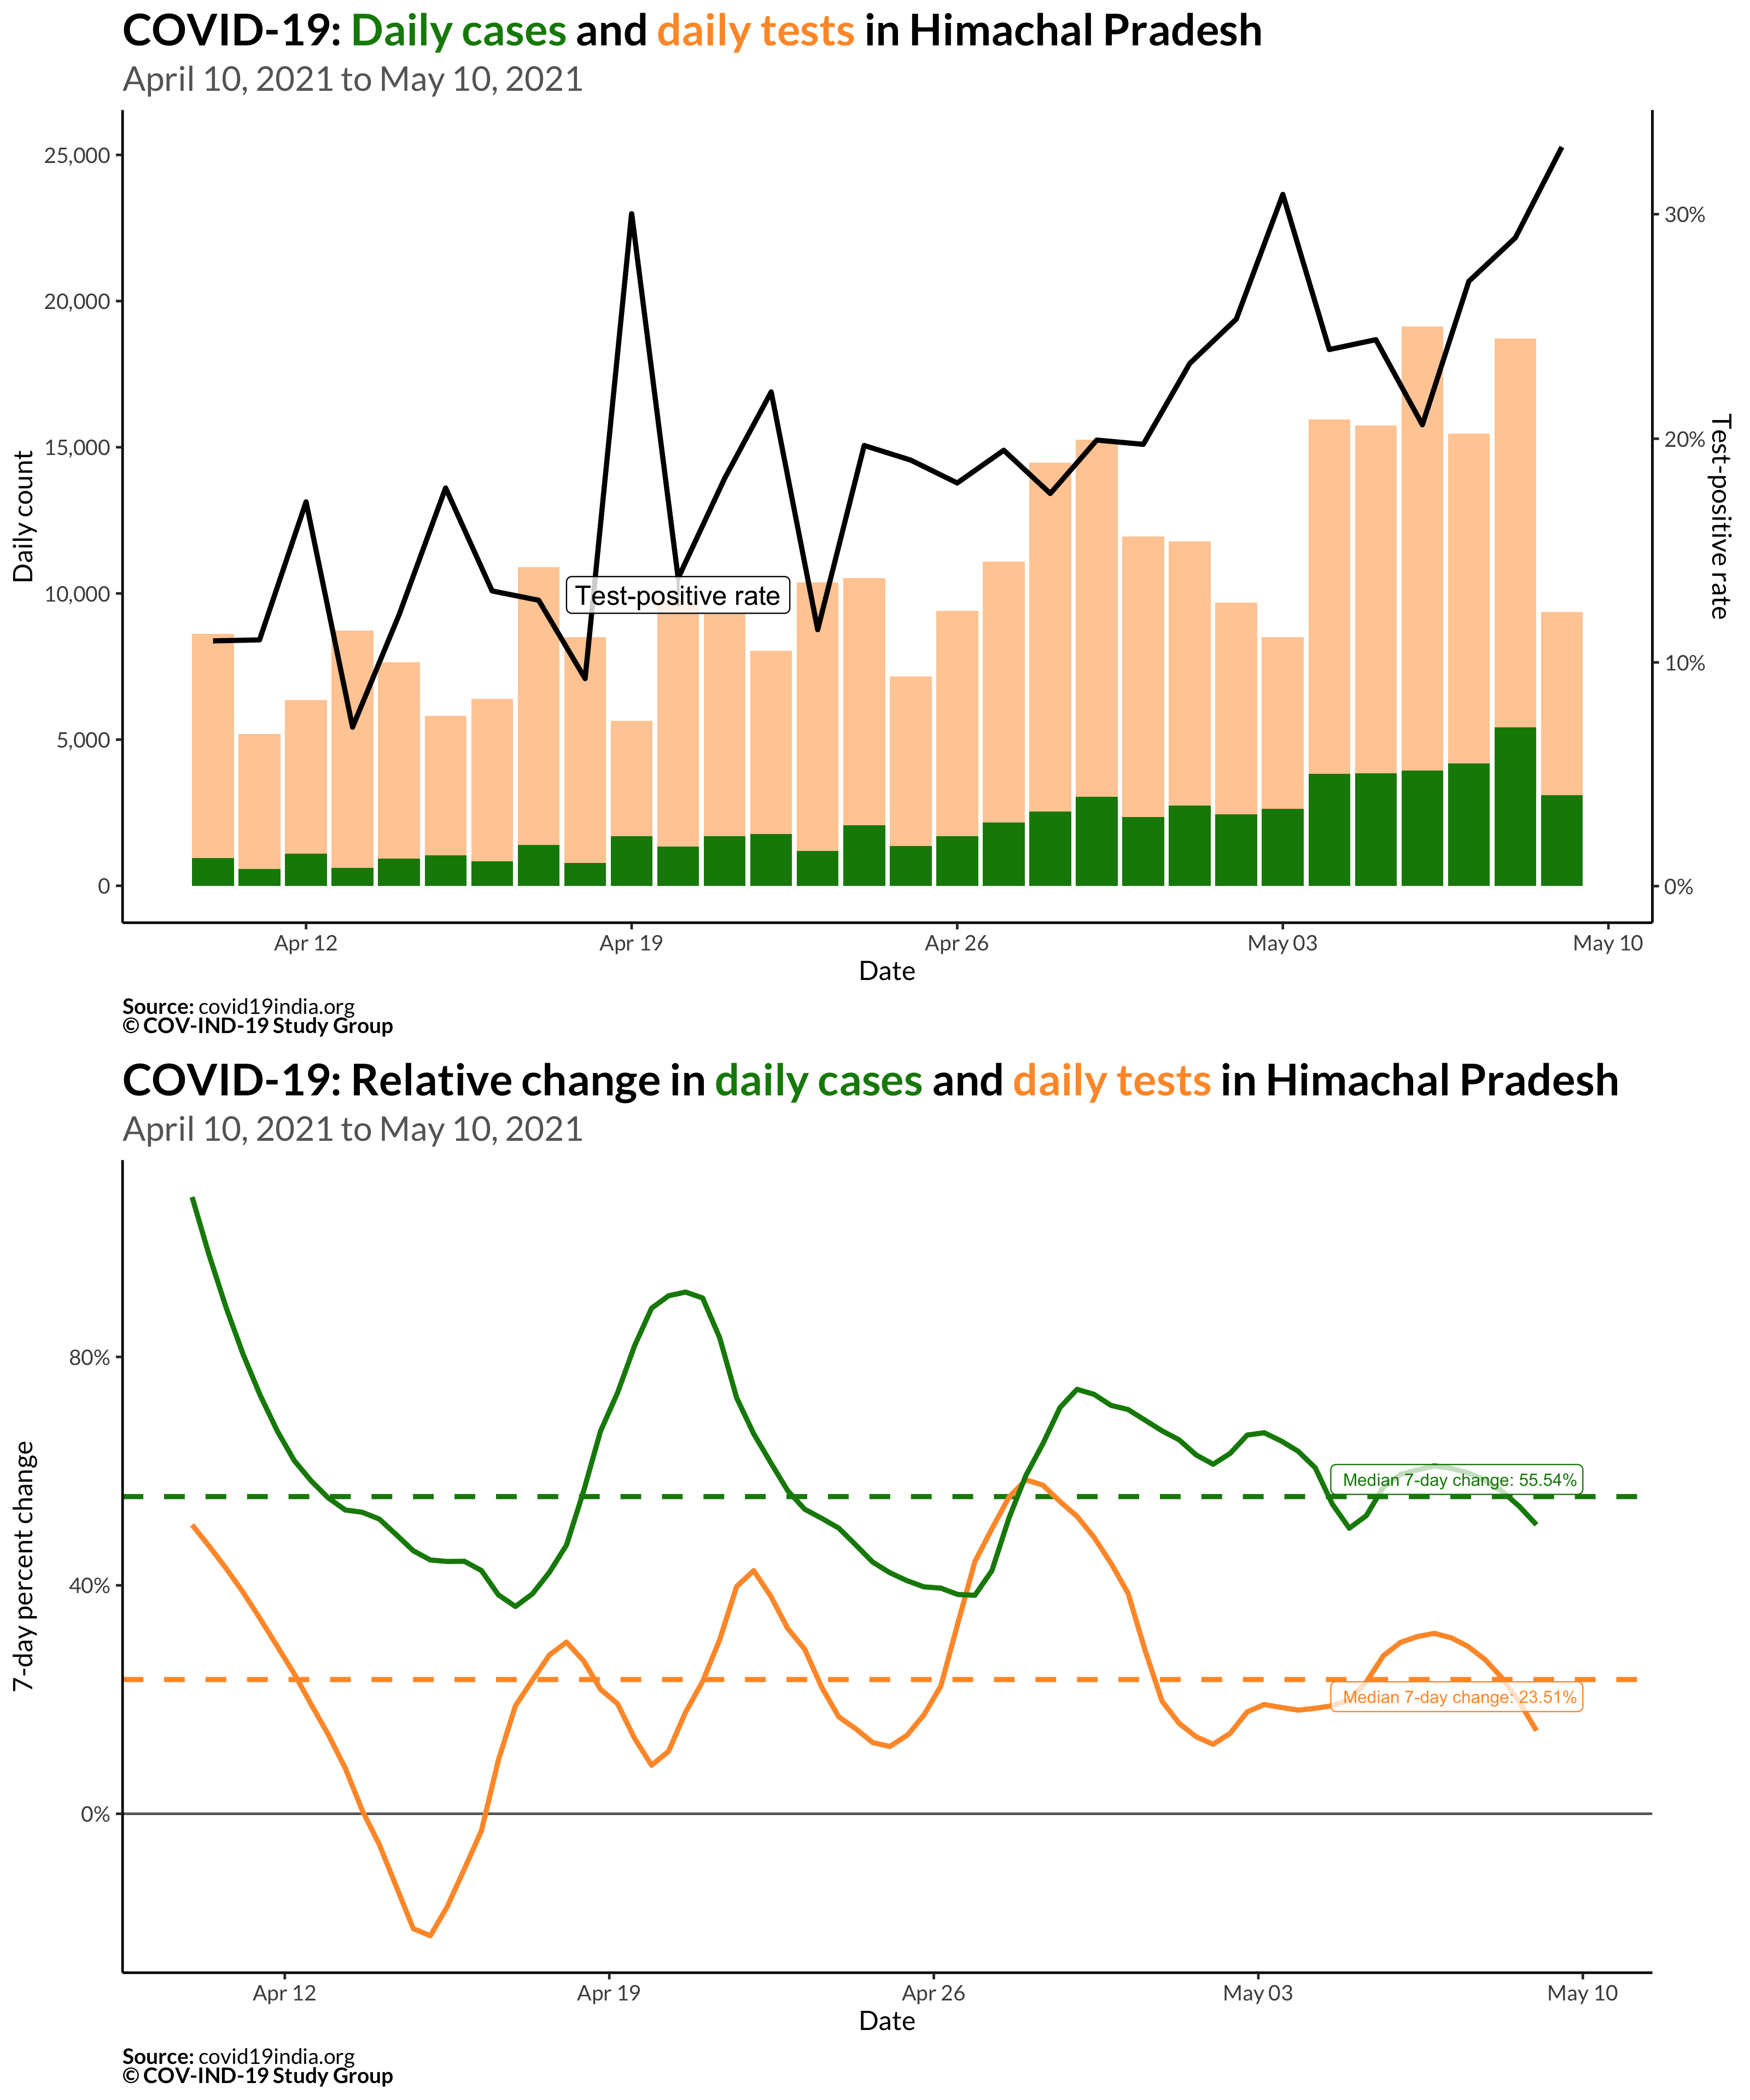 COVID-19: Daily cases and daily tests in Himachal Pradesh
April 10, 2021 to May 10, 2021
25,000
20,000
15,000
10,000
5,000
0
Daily count
30%
20%
10%
0%
Test-positive rate
Test-positive rate
Apr 12
Apr 19
Apr 26
May 03
May 10
Date
Source: covid19india.org
© COV-IND-19 Study Group
COVID-19: Relative change in daily cases and daily tests in Himachal Pradesh
April 10, 2021 to May 10, 2021
80%
40%
0%
7-day percent change
Median 7-day change: 55.54%
Median 7-day change: 23.51%
Apr 12
Apr 19
Apr 26
May 03
May 10
Date
Source: covid19india.org
© COV-IND-19 Study Group